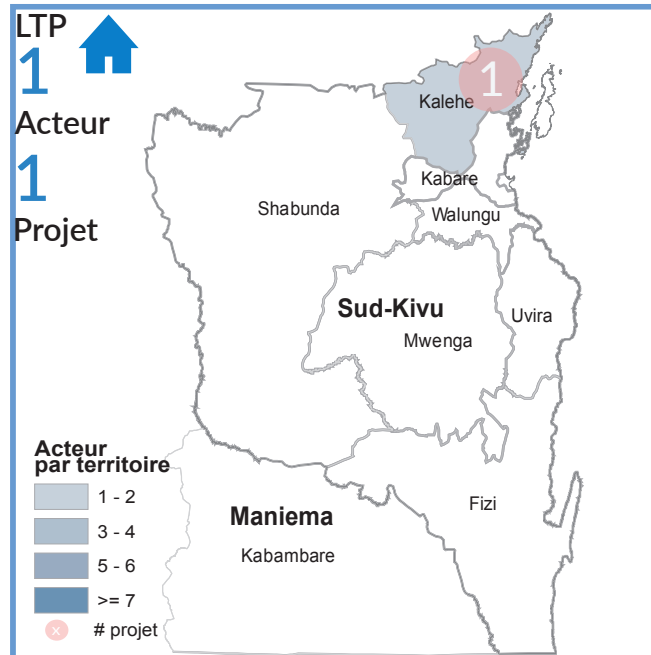 LTP
1
Acteur
1
Projet
1
Kalehe
Kabare
Shabunda
Walungu
Sud-Kivu
Mwenga
Uvira
Fizi
Maniema
Kabambare
Acteur
par territoire
1 - 2
3 - 4
5 - 6
>= 7
x # projet